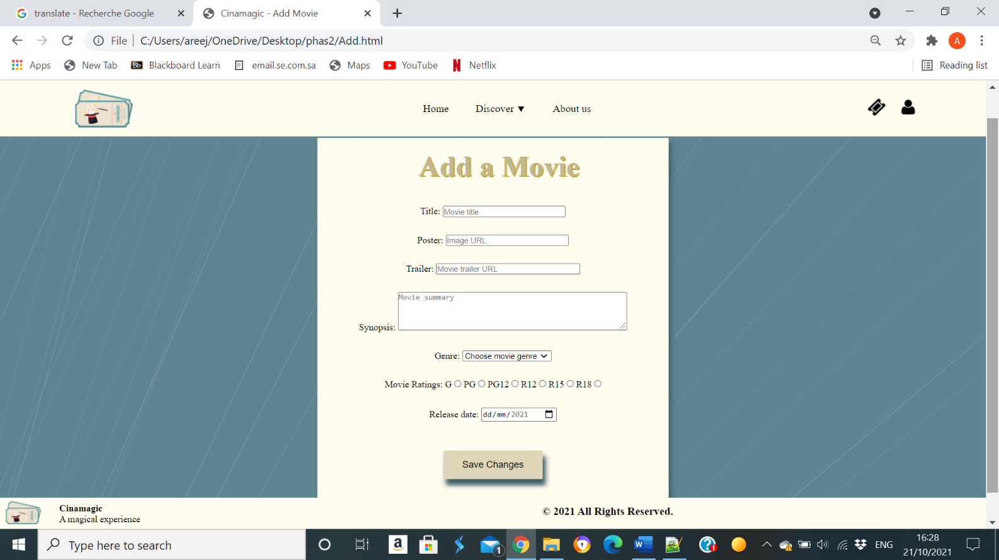 translate - Recherche Google
Cinamagic - Add Movie
File
C:/Users/areej/OneDrive/Desktop/phas2/Add.html
A
Apps
New Tab
Bb
Blackboard Learn
email.se.com.sa
Maps
YouTube
Netflix
Reading list
Home
Discover ▼
About us
Add a Movie
Title: Movie title
Poster: Image URL
Trailer: Movie trailer URL
Movie summary
Synopsis:
Genre: Choose movie genre
Movie Ratings: G PG PG12 R12 R15 R18
Release date: dd/mm/2021
Save Changes
Cinamagic
A magical experience
© 2021 All Rights Reserved.
Type here to search
1
ENG
16:28
21/10/2021